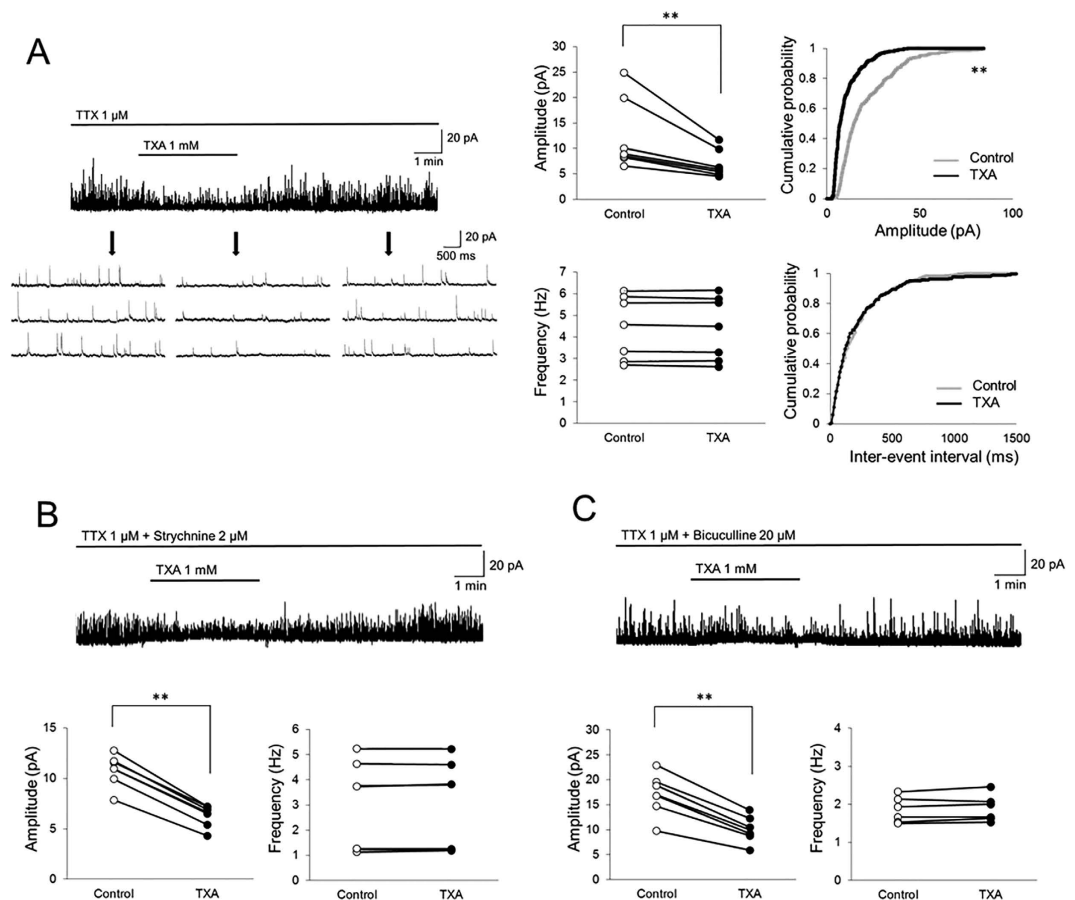 A
TTX 1 μM
20 pA
TXA 1 mM
1 min
20 pA
500 ms
**
30
25
20
15
10
5
0
Amplitude (pA)
Control
TXA
1
0.8
0.6
0.4
0.2
0
Cumulative probability
**
Control
TXA
0
50
100
Amplitude (pA)
7
6
5
4
3
2
1
0
Frequency (Hz)
Control
TXA
1
0.8
0.6
0.4
0.2
0
Cumulative probability
Control
TXA
0
500
1000
1500
Inter-event interval (ms)
B
TTX 1 μM + Strychnine 2 μM
20 pA
TXA 1 mM
1 min
**
15
10
5
0
Amplitude (pA)
Control
TXA
6
5
4
3
2
1
0
Frequency (Hz)
Control
TXA
C
TTX 1 μM + Bicuculline 20 μM
20 pA
TXA 1 mM
1 min
**
30
25
20
15
10
5
0
Amplitude (pA)
Control
TXA
4
3
2
1
0
Frequency (Hz)
Control
TXA